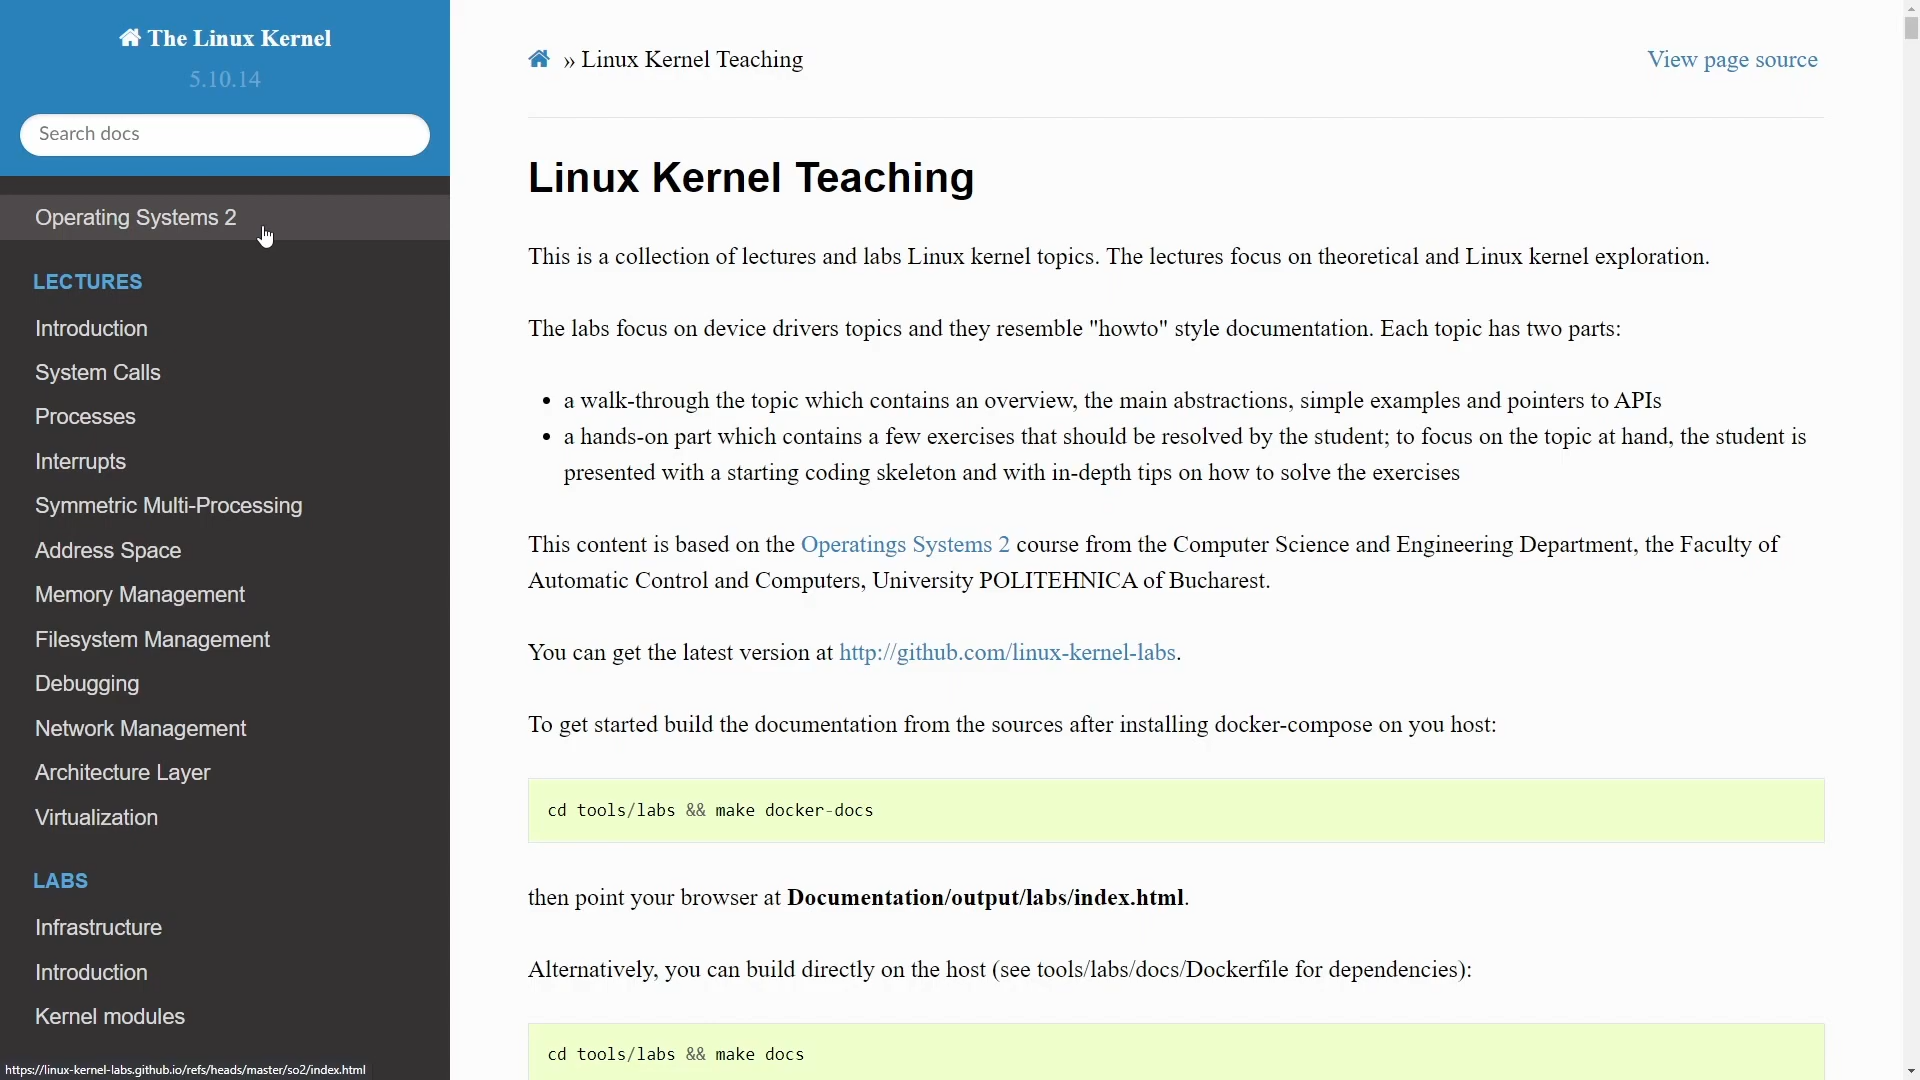 The Linux Kernel
5.10.14
Search docs
Operating Systems 2
LECTURES
Introduction
System Calls
Processes
Interrupts
Symmetric Multi-Processing
Address Space
Memory Management
Filesystem Management
Debugging
Network Management
Architecture Layer
Virtualization
LABS
Infrastructure
Introduction
Kernel modules
https://linux-kernel-labs.github.io/refs/heads/master/so2/index.html
» Linux Kernel Teaching
View page source
Linux Kernel Teaching
This is a collection of lectures and labs Linux kernel topics. The lectures focus on theoretical and Linux kernel exploration.
The labs focus on device drivers topics and they resemble "howto" style documentation. Each topic has two parts:
• a walk-through the topic which contains an overview, the main abstractions, simple examples and pointers to APIs
• a hands-on part which contains a few exercises that should be resolved by the student; to focus on the topic at hand, the student is
presented with a starting coding skeleton and with in-depth tips on how to solve the exercises
This content is based on the Operatings Systems 2 course from the Computer Science and Engineering Department, the Faculty of
Automatic Control and Computers, University POLITEHNICA of Bucharest.
You can get the latest version at http://github.com/linux-kernel-labs.
To get started build the documentation from the sources after installing docker-compose on you host:
cd tools/labs && make docker-docs
then point your browser at Documentation/output/labs/index.html.
Alternatively, you can build directly on the host (see tools/labs/docs/Dockerfile for dependencies):
cd tools/labs && make docs